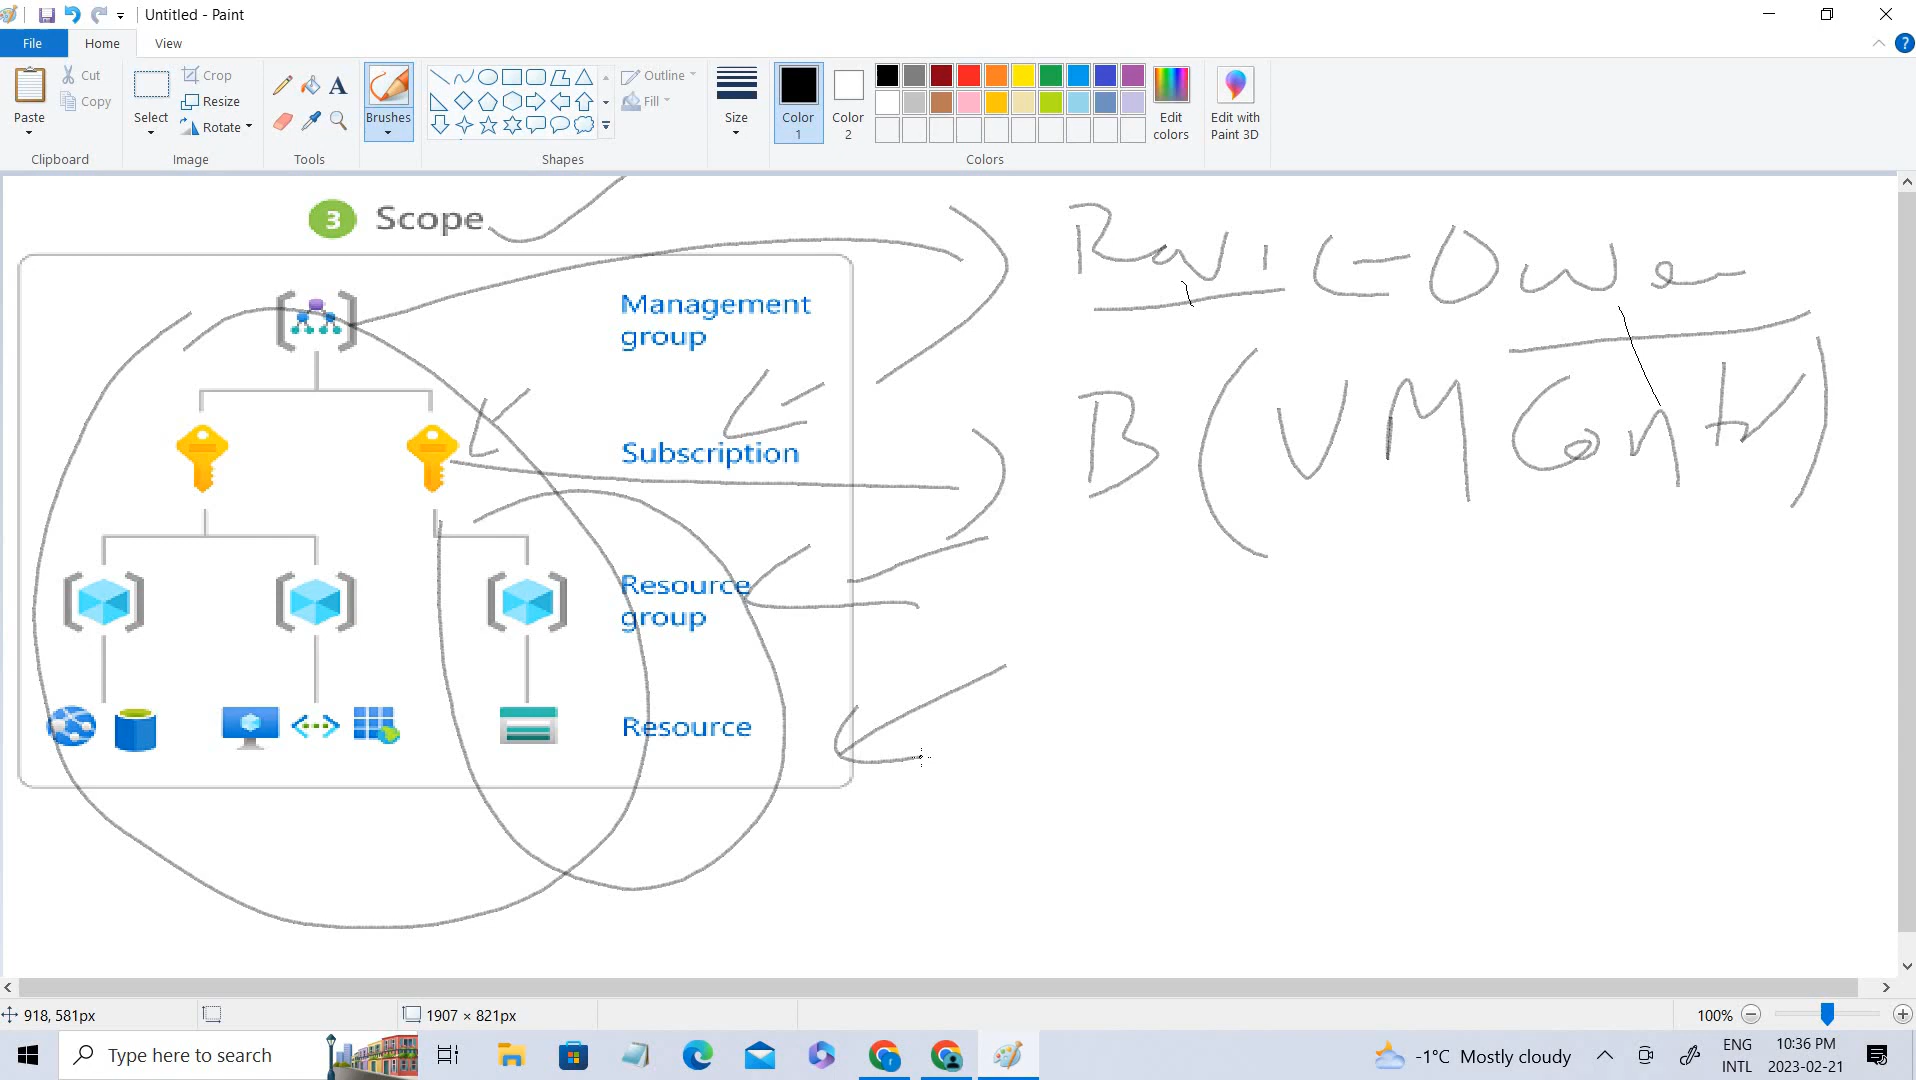 Untitled - Paint
File
Home
View
Paste
Cut
Copy
Clipboard
Select
Crop
Resize
Rotate
Image
Tools
Brushes
Shapes
Outline
Fill
Size
Color
1
Color
2
Edit
colors
Edit with
Paint 3D
Colors
3 Scope
Management
group
Subscription
Resource
group
Resource
Ravi - Owner
B (VM Contr)
918, 581px
1907 × 821px
100%
Type here to search
-1°C Mostly cloudy
ENG
INTL
10:36 PM
2023-02-21